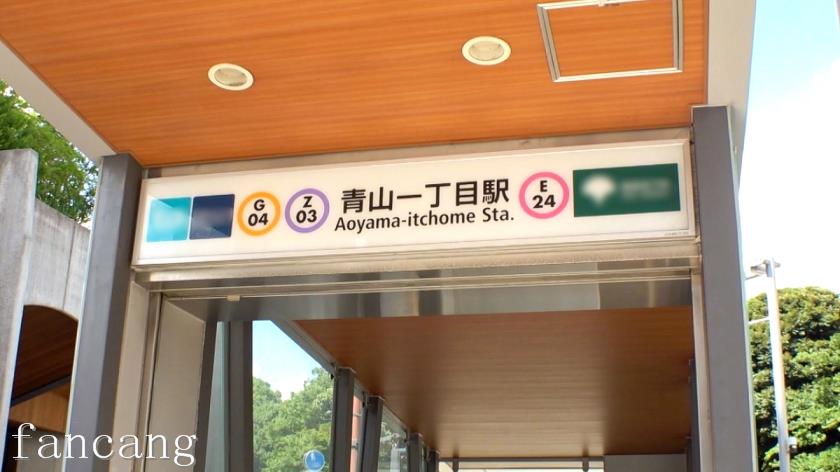 G
04
Z
03
青山一丁目駅
Aoyama-itchome Sta.
E
24
fancang